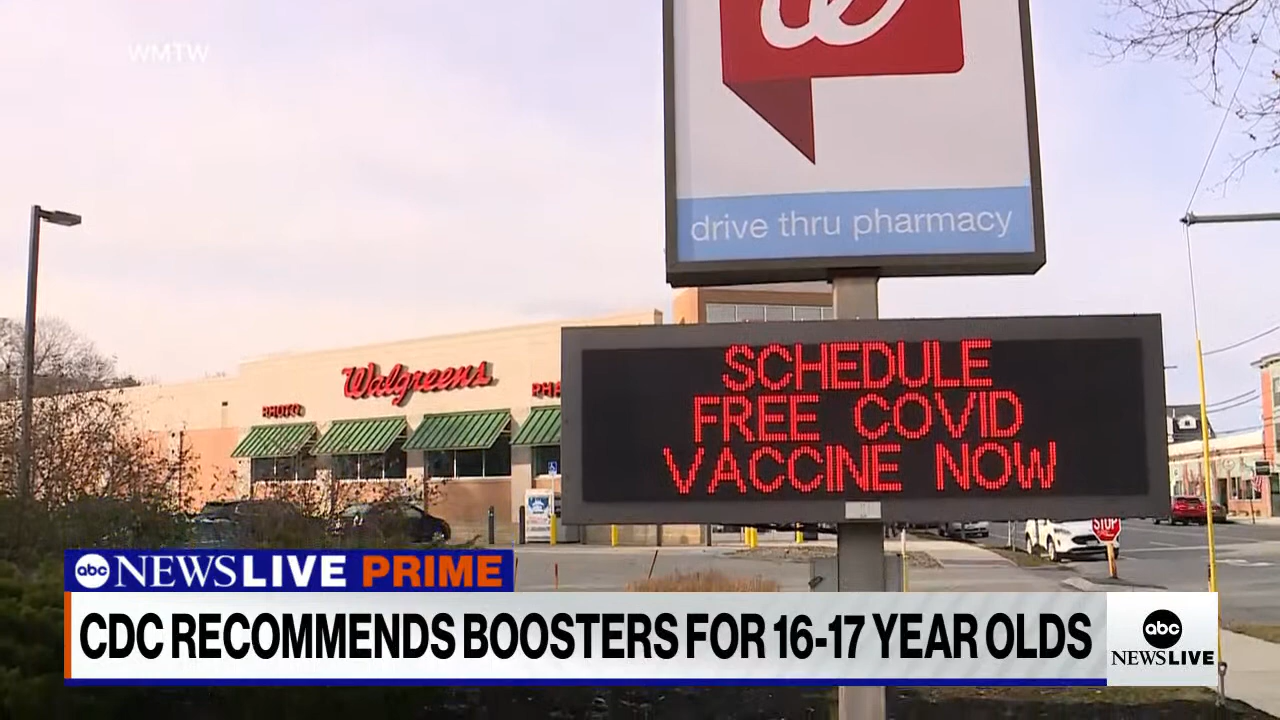 WMTW
drive thru pharmacy
Walgreens
PHOTO
SCHEDULE
FREE COVID
VACCINE NOW
STOP
abc NEWS LIVE PRIME
CDC RECOMMENDS BOOSTERS FOR 16-17 YEAR OLDS
abc
NEWS LIVE